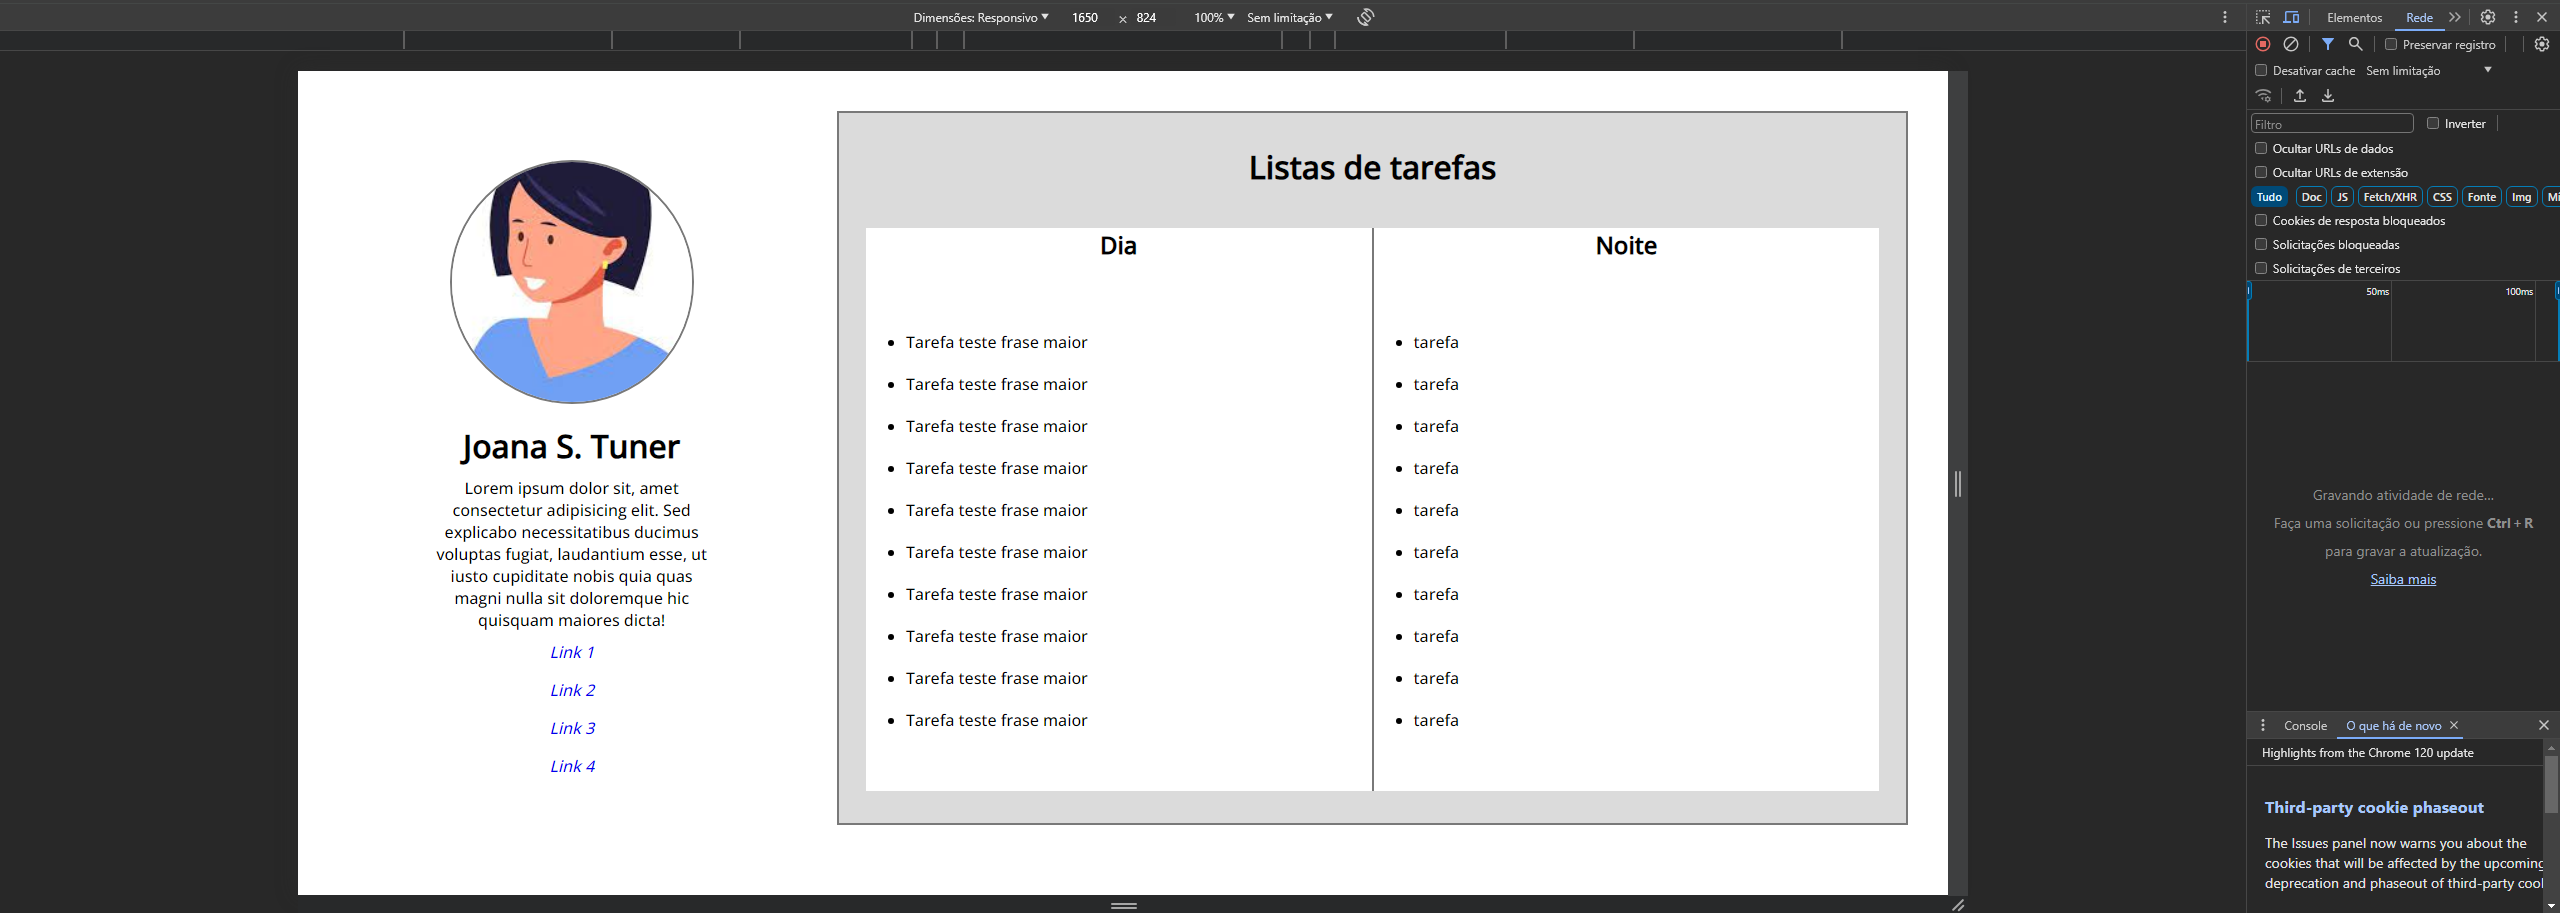 Dimensões: Responsivo
1650
×
824
100%
Sem limitação
Listas de tarefas
Joana S. Tuner
Lorem ipsum dolor sit, amet
consectetur adipisicing elit. Sed
explicabo necessitatibus ducimus
voluptas fugiat, laudantium esse, ut
iusto cupiditate nobis quia quas
magni nulla sit doloremque hic
quisquam maiores dicta!
Link 1
Link 2
Link 3
Link 4
Dia
Tarefa teste frase maior
Tarefa teste frase maior
Tarefa teste frase maior
Tarefa teste frase maior
Tarefa teste frase maior
Tarefa teste frase maior
Tarefa teste frase maior
Tarefa teste frase maior
Tarefa teste frase maior
Tarefa teste frase maior
Noite
tarefa
tarefa
tarefa
tarefa
tarefa
tarefa
tarefa
tarefa
tarefa
tarefa
Elementos
Rede
Preservar registro
Desativar cache
Sem limitação
Filtro
Inverter
Ocultar URLs de dados
Ocultar URLs de extensão
Tudo Doc JS Fetch/XHR CSS Fonte Img Mi
Cookies de resposta bloqueados
Solicitações bloqueadas
Solicitações de terceiros
50ms
100ms
Gravando atividade de rede...
Faça uma solicitação ou pressione Ctrl + R
para gravar a atualização.
Saiba mais
Console
O que há de novo
Highlights from the Chrome 120 update
Third-party cookie phaseout
The Issues panel now warns you about the
cookies that will be affected by the upcoming
deprecation and phaseout of third-party cool